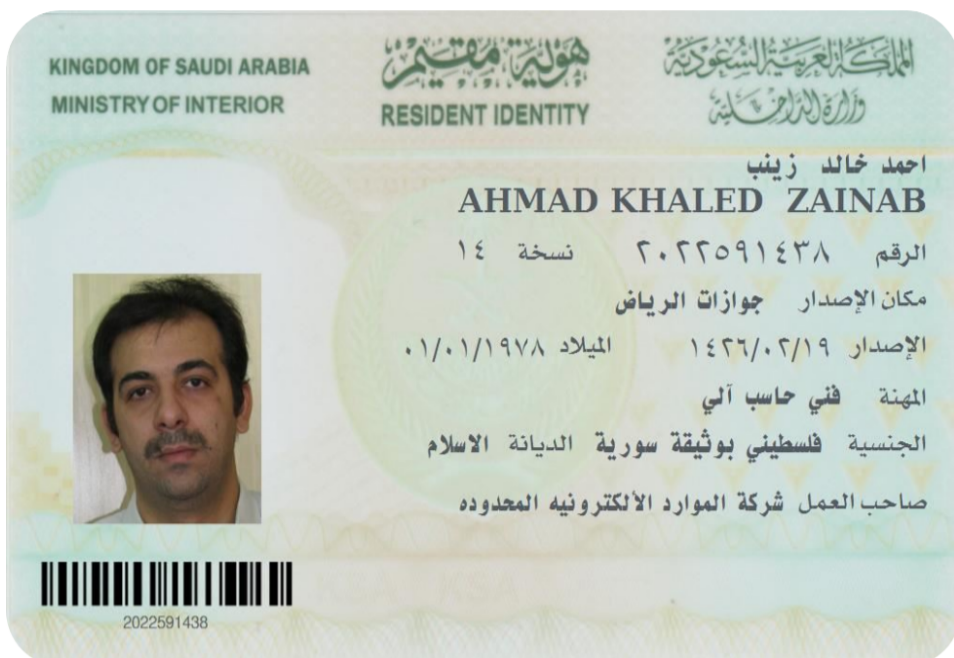 KINGDOM OF SAUDI ARABIA
MINISTRY OF INTERIOR
هوية مقيم
RESIDENT IDENTITY
المملكة العربية السعودية
وزارة الداخلية
احمد خالد زينب
AHMAD KHALED ZAINAB
الرقم ٢٠٢٢٥٩١٤٣٨ نسخة ١٤
مكان الإصدار جوازات الرياض
الإصدار ١٤٢٦/٠٢/١٩ الميلاد ٠١/٠١/١٩٧٨
المهنة فني حاسب آلي
الجنسية فلسطيني بوثيقة سورية الديانة الاسلام
صاحب العمل شركة الموارد الألكترونيه المحدوده
KSA KSA
2022591438